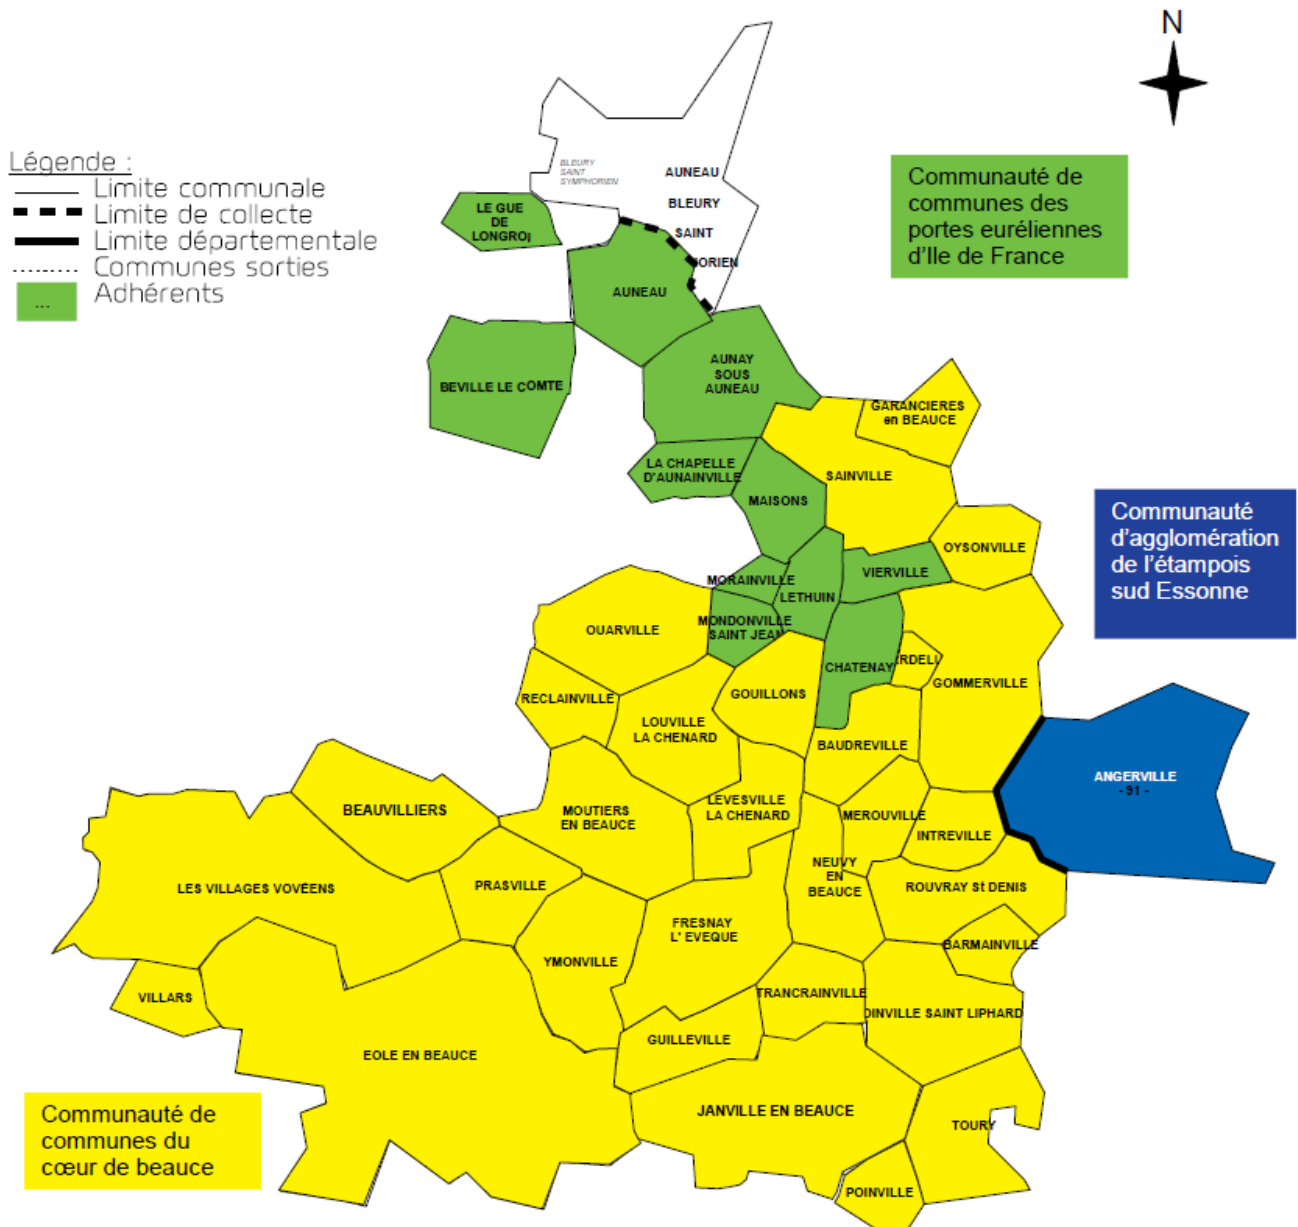 N
Légende :
Limite communale
Limite de collecte
Limite départementale
Communes sorties
... Adhérents
BLEURY
SAINT
SYMPHORIEN
AUNEAU
BLEURY
SAINT
ORIEN
Communauté de
communes des
portes euréliennes
d'Ile de France
LE GUE
DE
LONGROI
AUNEAU
BEVILLE LE COMTE
AUNAY
SOUS
AUNEAU
GARANCIERES
en BEAUCE
LA CHAPELLE
D'AUNAINVILLE
SAINVILLE
MAISONS
Communauté
d'agglomération
de l'étampois
sud Essonne
OYSONVILLE
VIERVILLE
MORAINVILLE
LETHUIN
MONDONVILLE
SAINT JEAN
OUARVILLE
CHATENAY
RDELL
GOMMERVILLE
GOUILLONS
RECLAINVILLE
LOUVILLE
LA CHENARD
BAUDREVILLE
ANGERVILLE
- 91 -
BEAUVILLIERS
MOUTIERS
EN BEAUCE
LEVESVILLE
LA CHENARD
MEROUVILLE
INTREVILLE
NEUVY
EN
BEAUCE
LES VILLAGES VOVÉENS
PRASVILLE
ROUVRAY St DENIS
FRESNAY
L' EVEQUE
BARMAINVILLE
YMONVILLE
VILLARS
TRANCRAINVILLE
OINVILLE SAINT LIPHARD
GUILLEVILLE
EOLE EN BEAUCE
JANVILLE EN BEAUCE
TOURY
Communauté de
communes du
cœur de beauce
POINVILLE